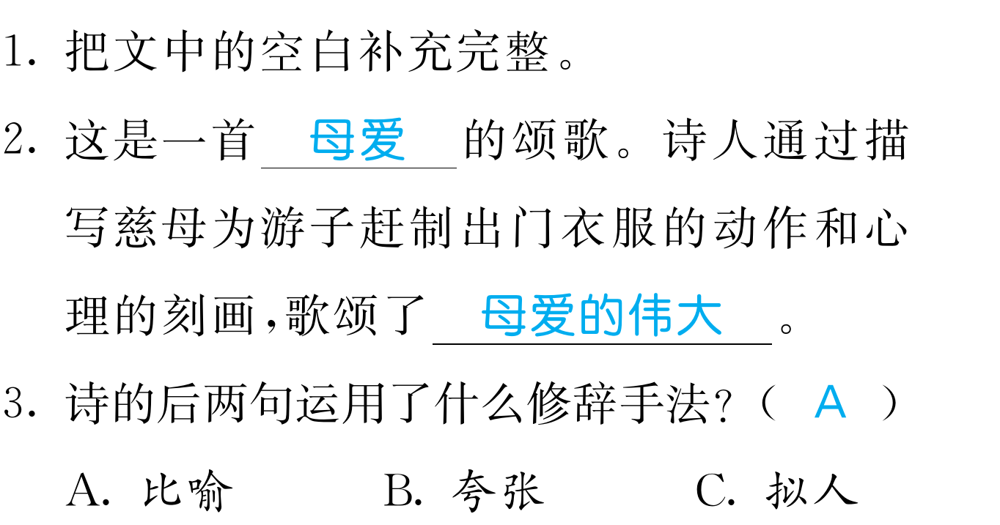 1. 把文中的空白补充完整。
2. 这是一首 母爱 的颂歌。诗人通过描
写慈母为游子赶制出门衣服的动作和心
理的刻画,歌颂了 母爱的伟大 。
3. 诗的后两句运用了什么修辞手法?( A )
A. 比喻 B. 夸张 C. 拟人